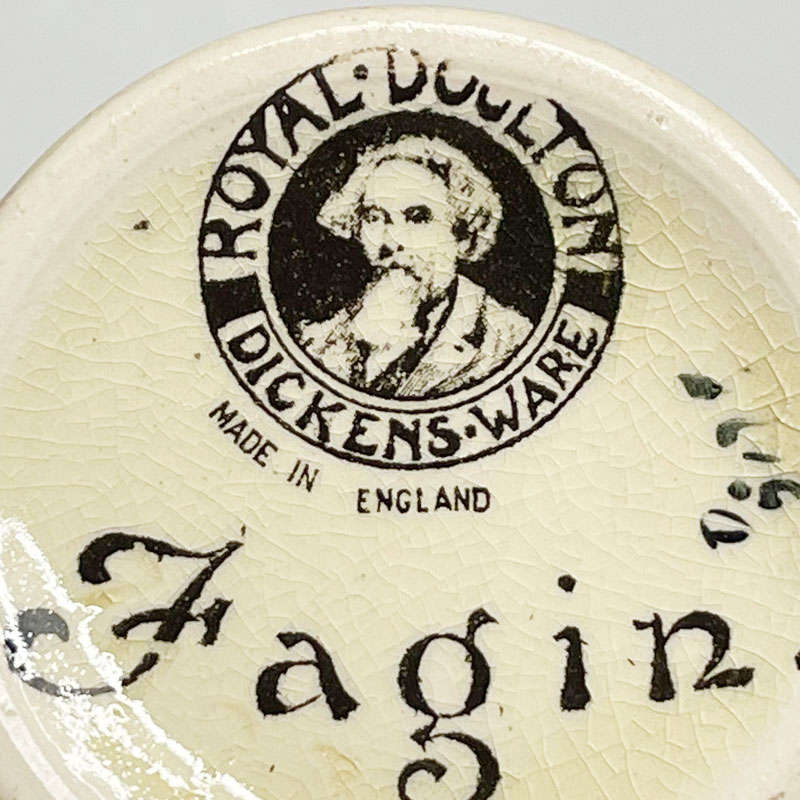 ROYAL · DOULTON
DICKENS · WARE
MADE IN ENGLAND
Fagin.